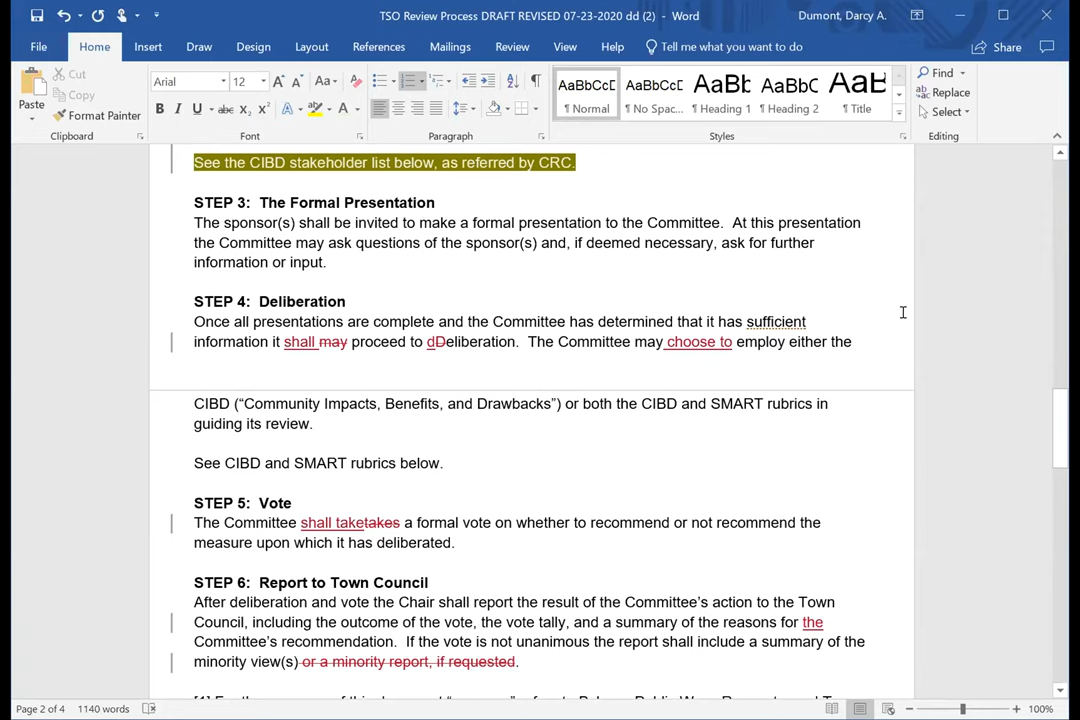 TSO Review Process DRAFT REVISED 07-23-2020 dd (2) - Word
Dumont, Darcy A.
File Home Insert Draw Design Layout References Mailings Review View Help Tell me what you want to do Share
Paste
Cut
Copy
Format Painter
Clipboard
Arial 12
Font
Paragraph
AaBbCcD AaBbCcD AaBbC AaBbC AaB
¶ Normal ¶ No Spac... ¶ Heading 1 ¶ Heading 2 ¶ Title
Styles
Find
Replace
Select
Editing
See the CIBD stakeholder list below, as referred by CRC.
STEP 3: The Formal Presentation
The sponsor(s) shall be invited to make a formal presentation to the Committee. At this presentation
the Committee may ask questions of the sponsor(s) and, if deemed necessary, ask for further
information or input.
STEP 4: Deliberation
Once all presentations are complete and the Committee has determined that it has sufficient
information it shall may proceed to dDeliberation. The Committee may choose to employ either the
CIBD (“Community Impacts, Benefits, and Drawbacks”) or both the CIBD and SMART rubrics in
guiding its review.
See CIBD and SMART rubrics below.
STEP 5: Vote
The Committee shall taketakes a formal vote on whether to recommend or not recommend the
measure upon which it has deliberated.
STEP 6: Report to Town Council
After deliberation and vote the Chair shall report the result of the Committee’s action to the Town
Council, including the outcome of the vote, the vote tally, and a summary of the reasons for the
Committee’s recommendation. If the vote is not unanimous the report shall include a summary of the
minority view(s) or a minority report, if requested.
Page 2 of 4 1140 words
100%